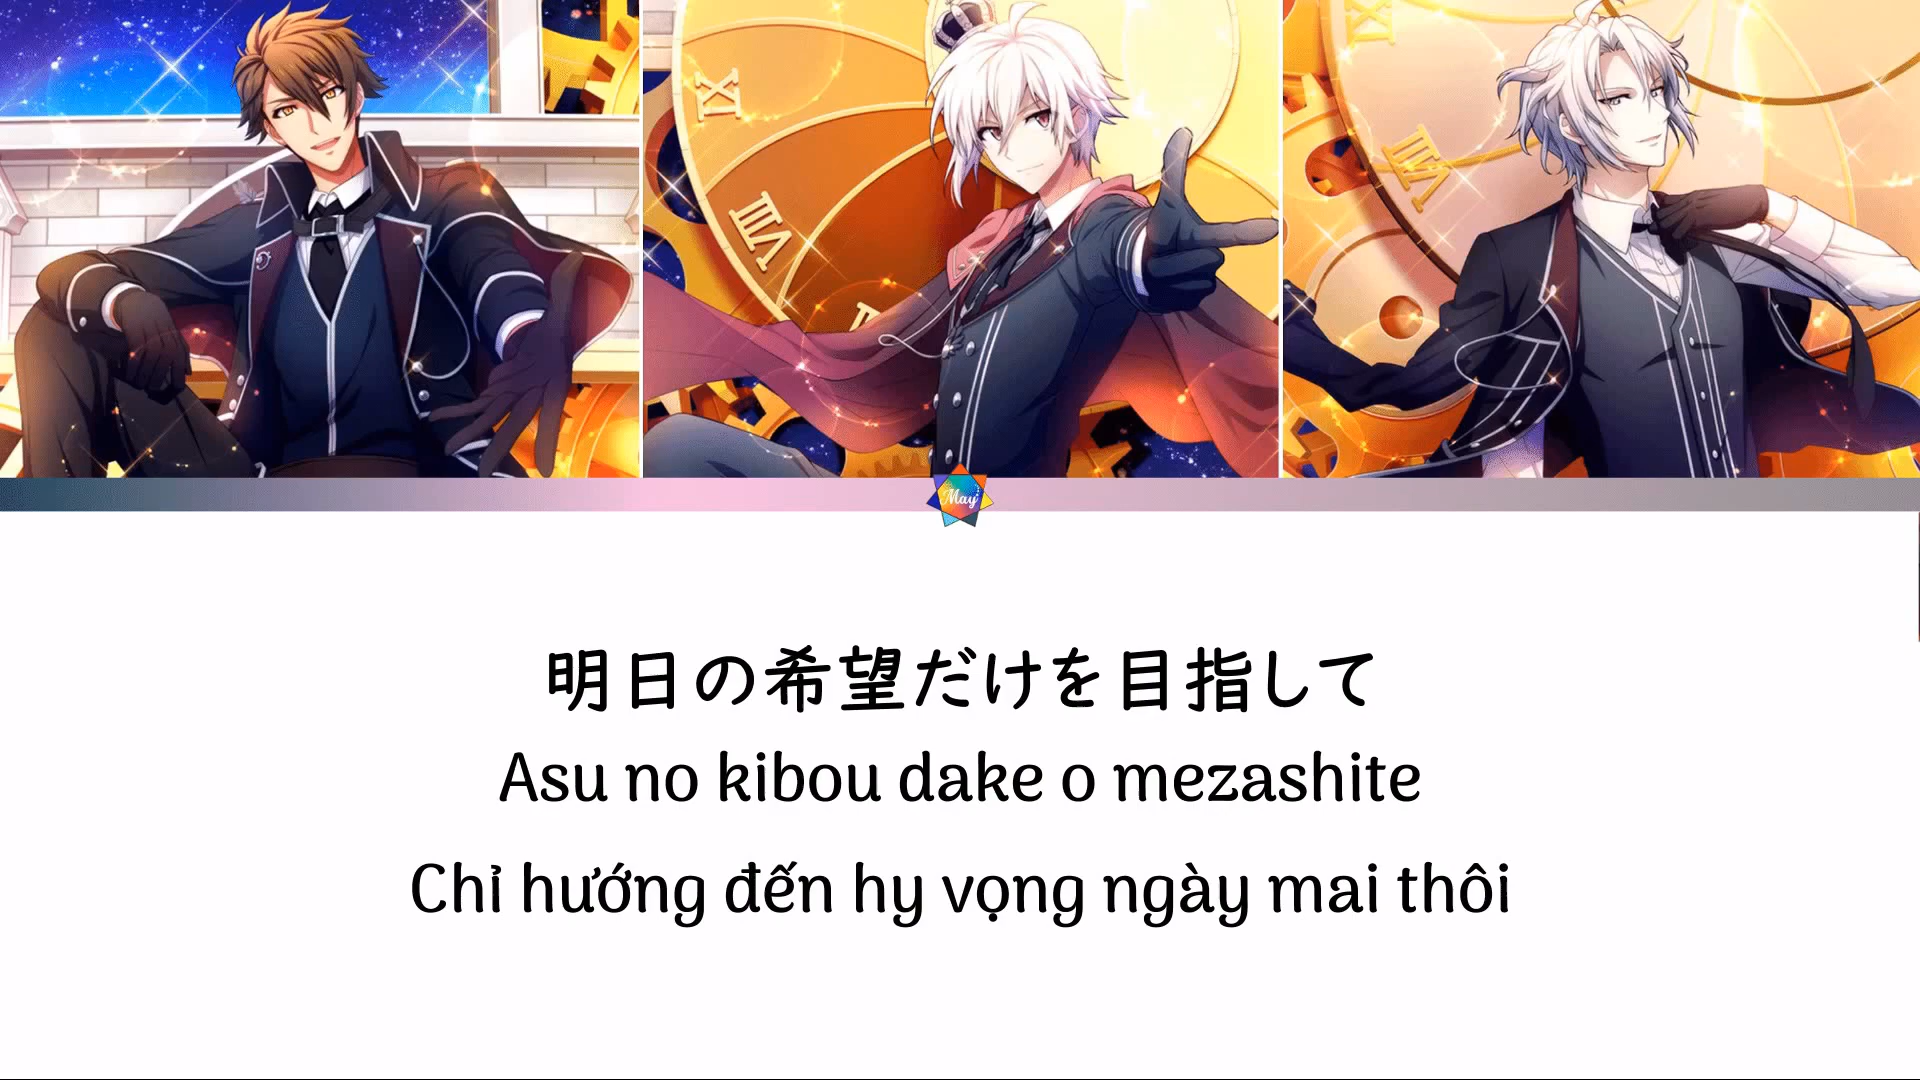 May
明日の希望だけを目指して
Asu no kibou dake o mezashite
Chỉ hướng đến hy vọng ngày mai thôi